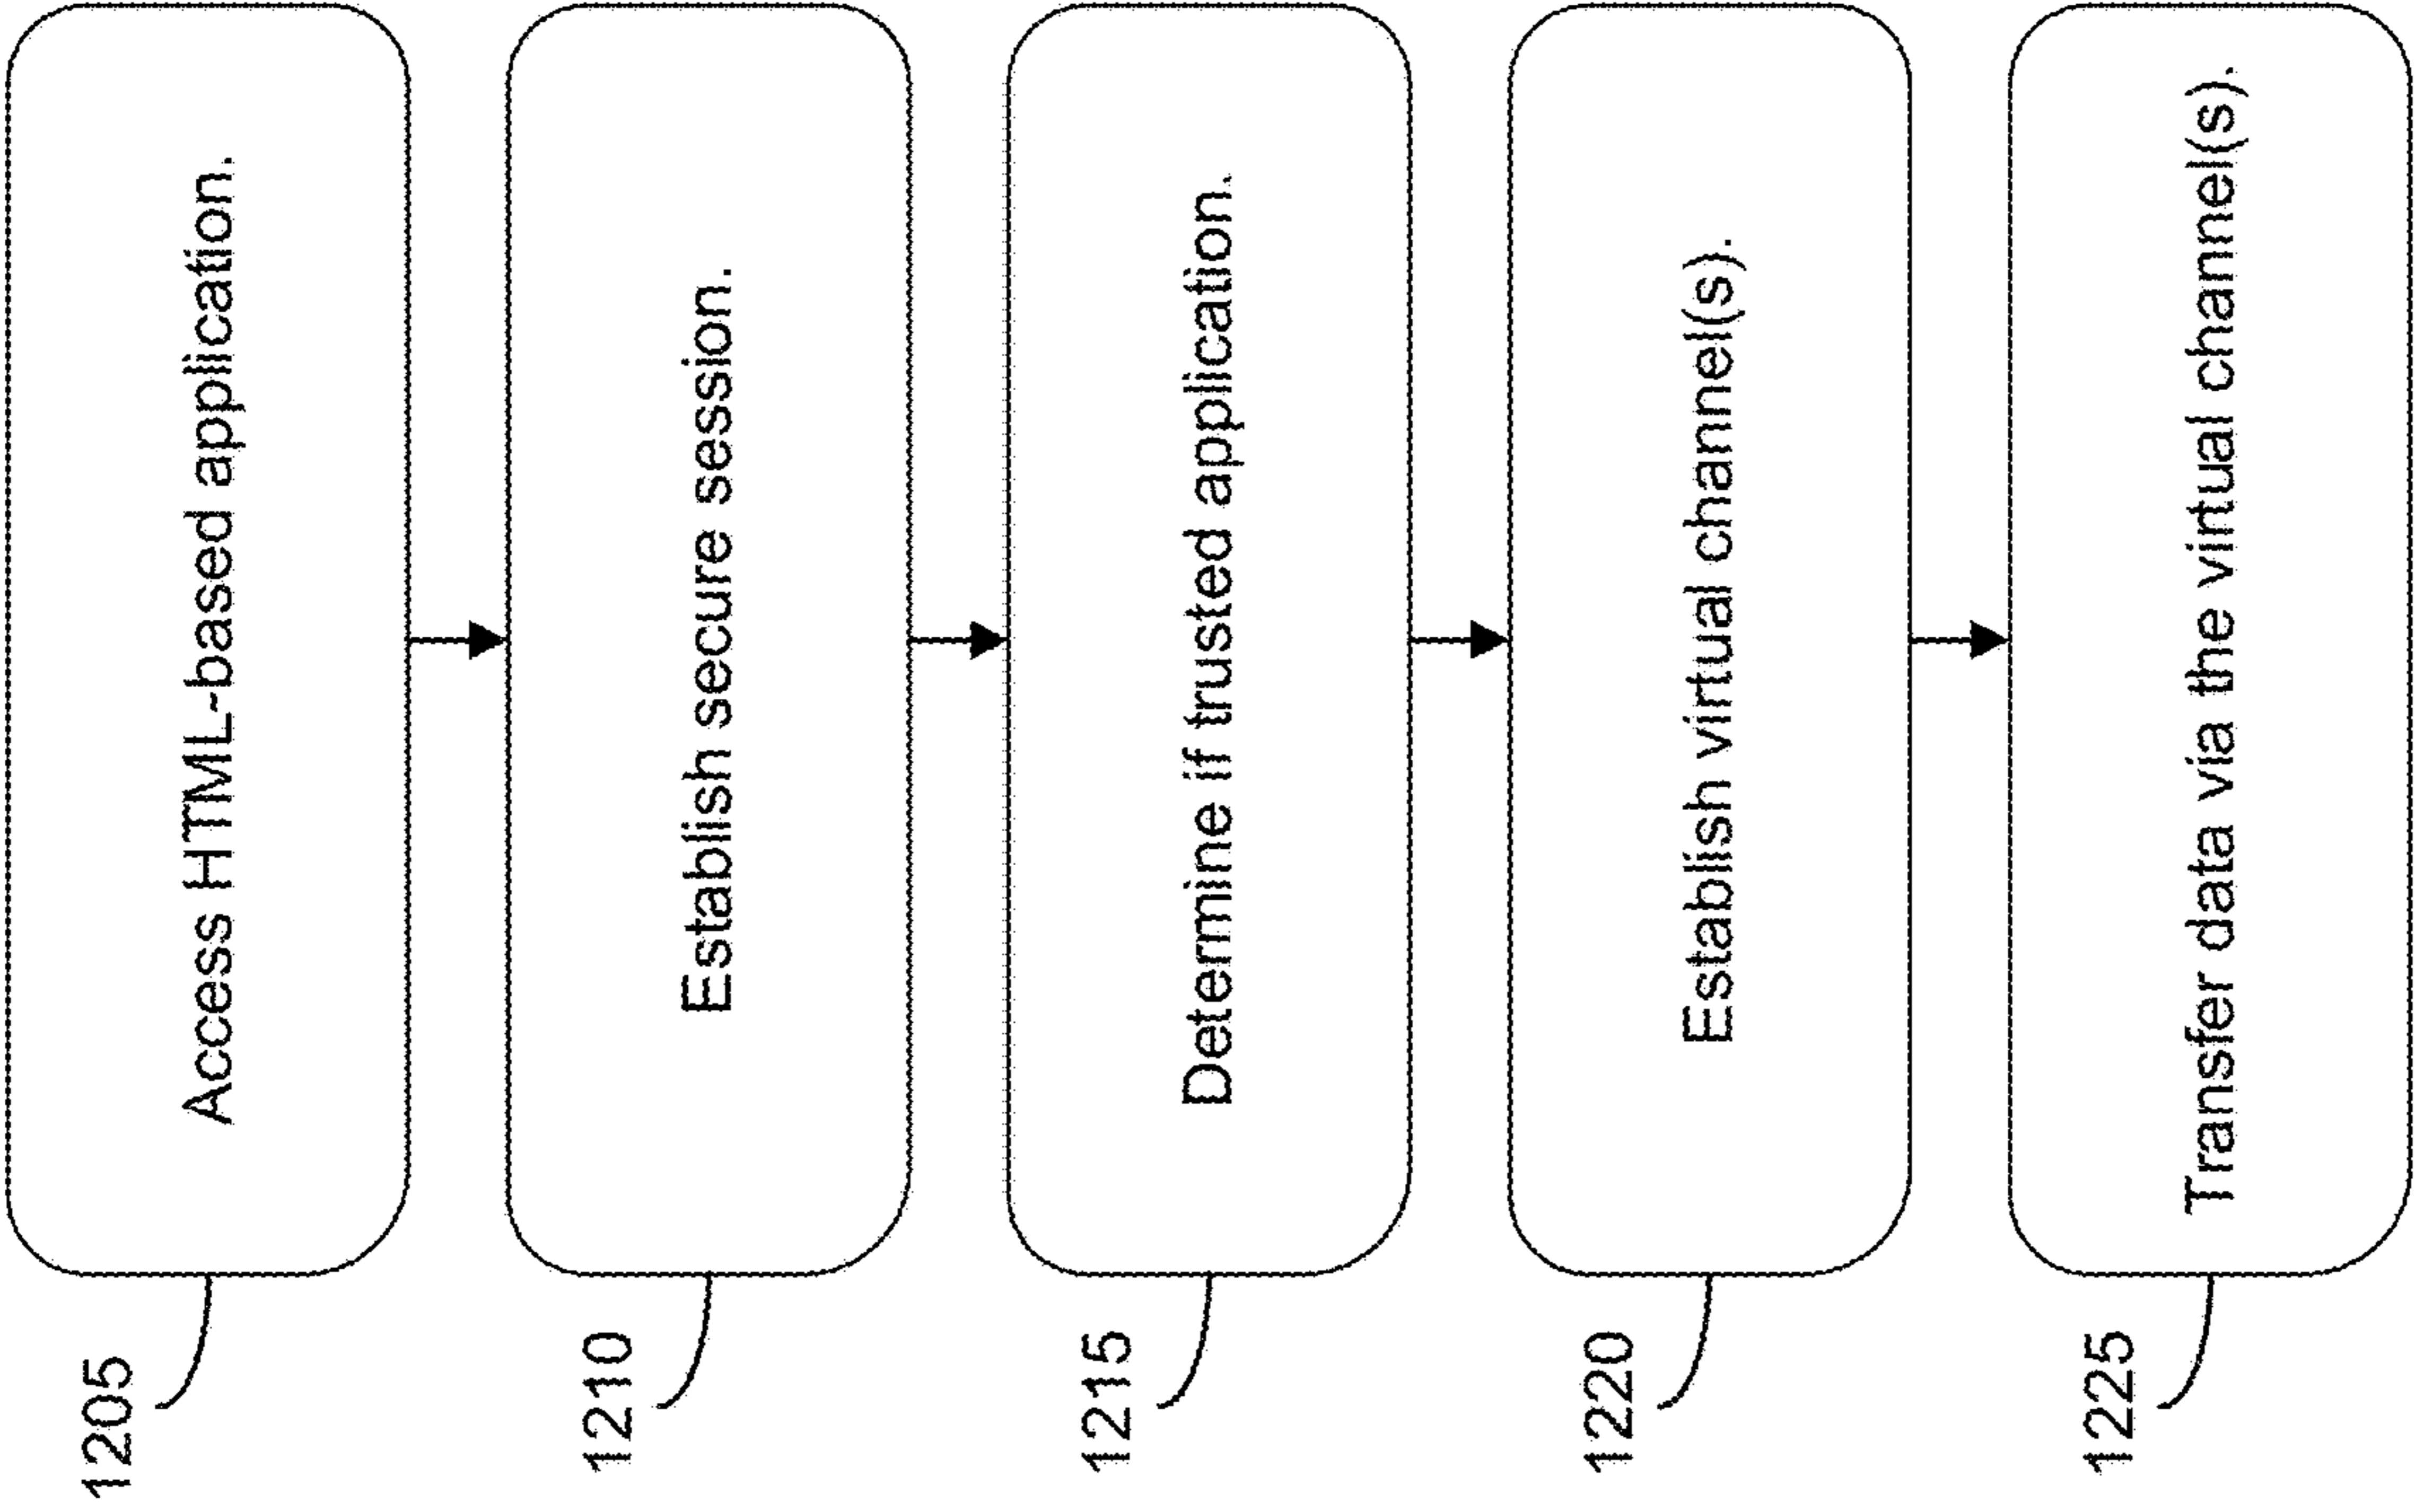 1205
Access HTML-based application.
1210
Establish secure session.
1215
Determine if trusted application.
1220
Establish virtual channel(s).
1225
Transfer data via the virtual channel(s).